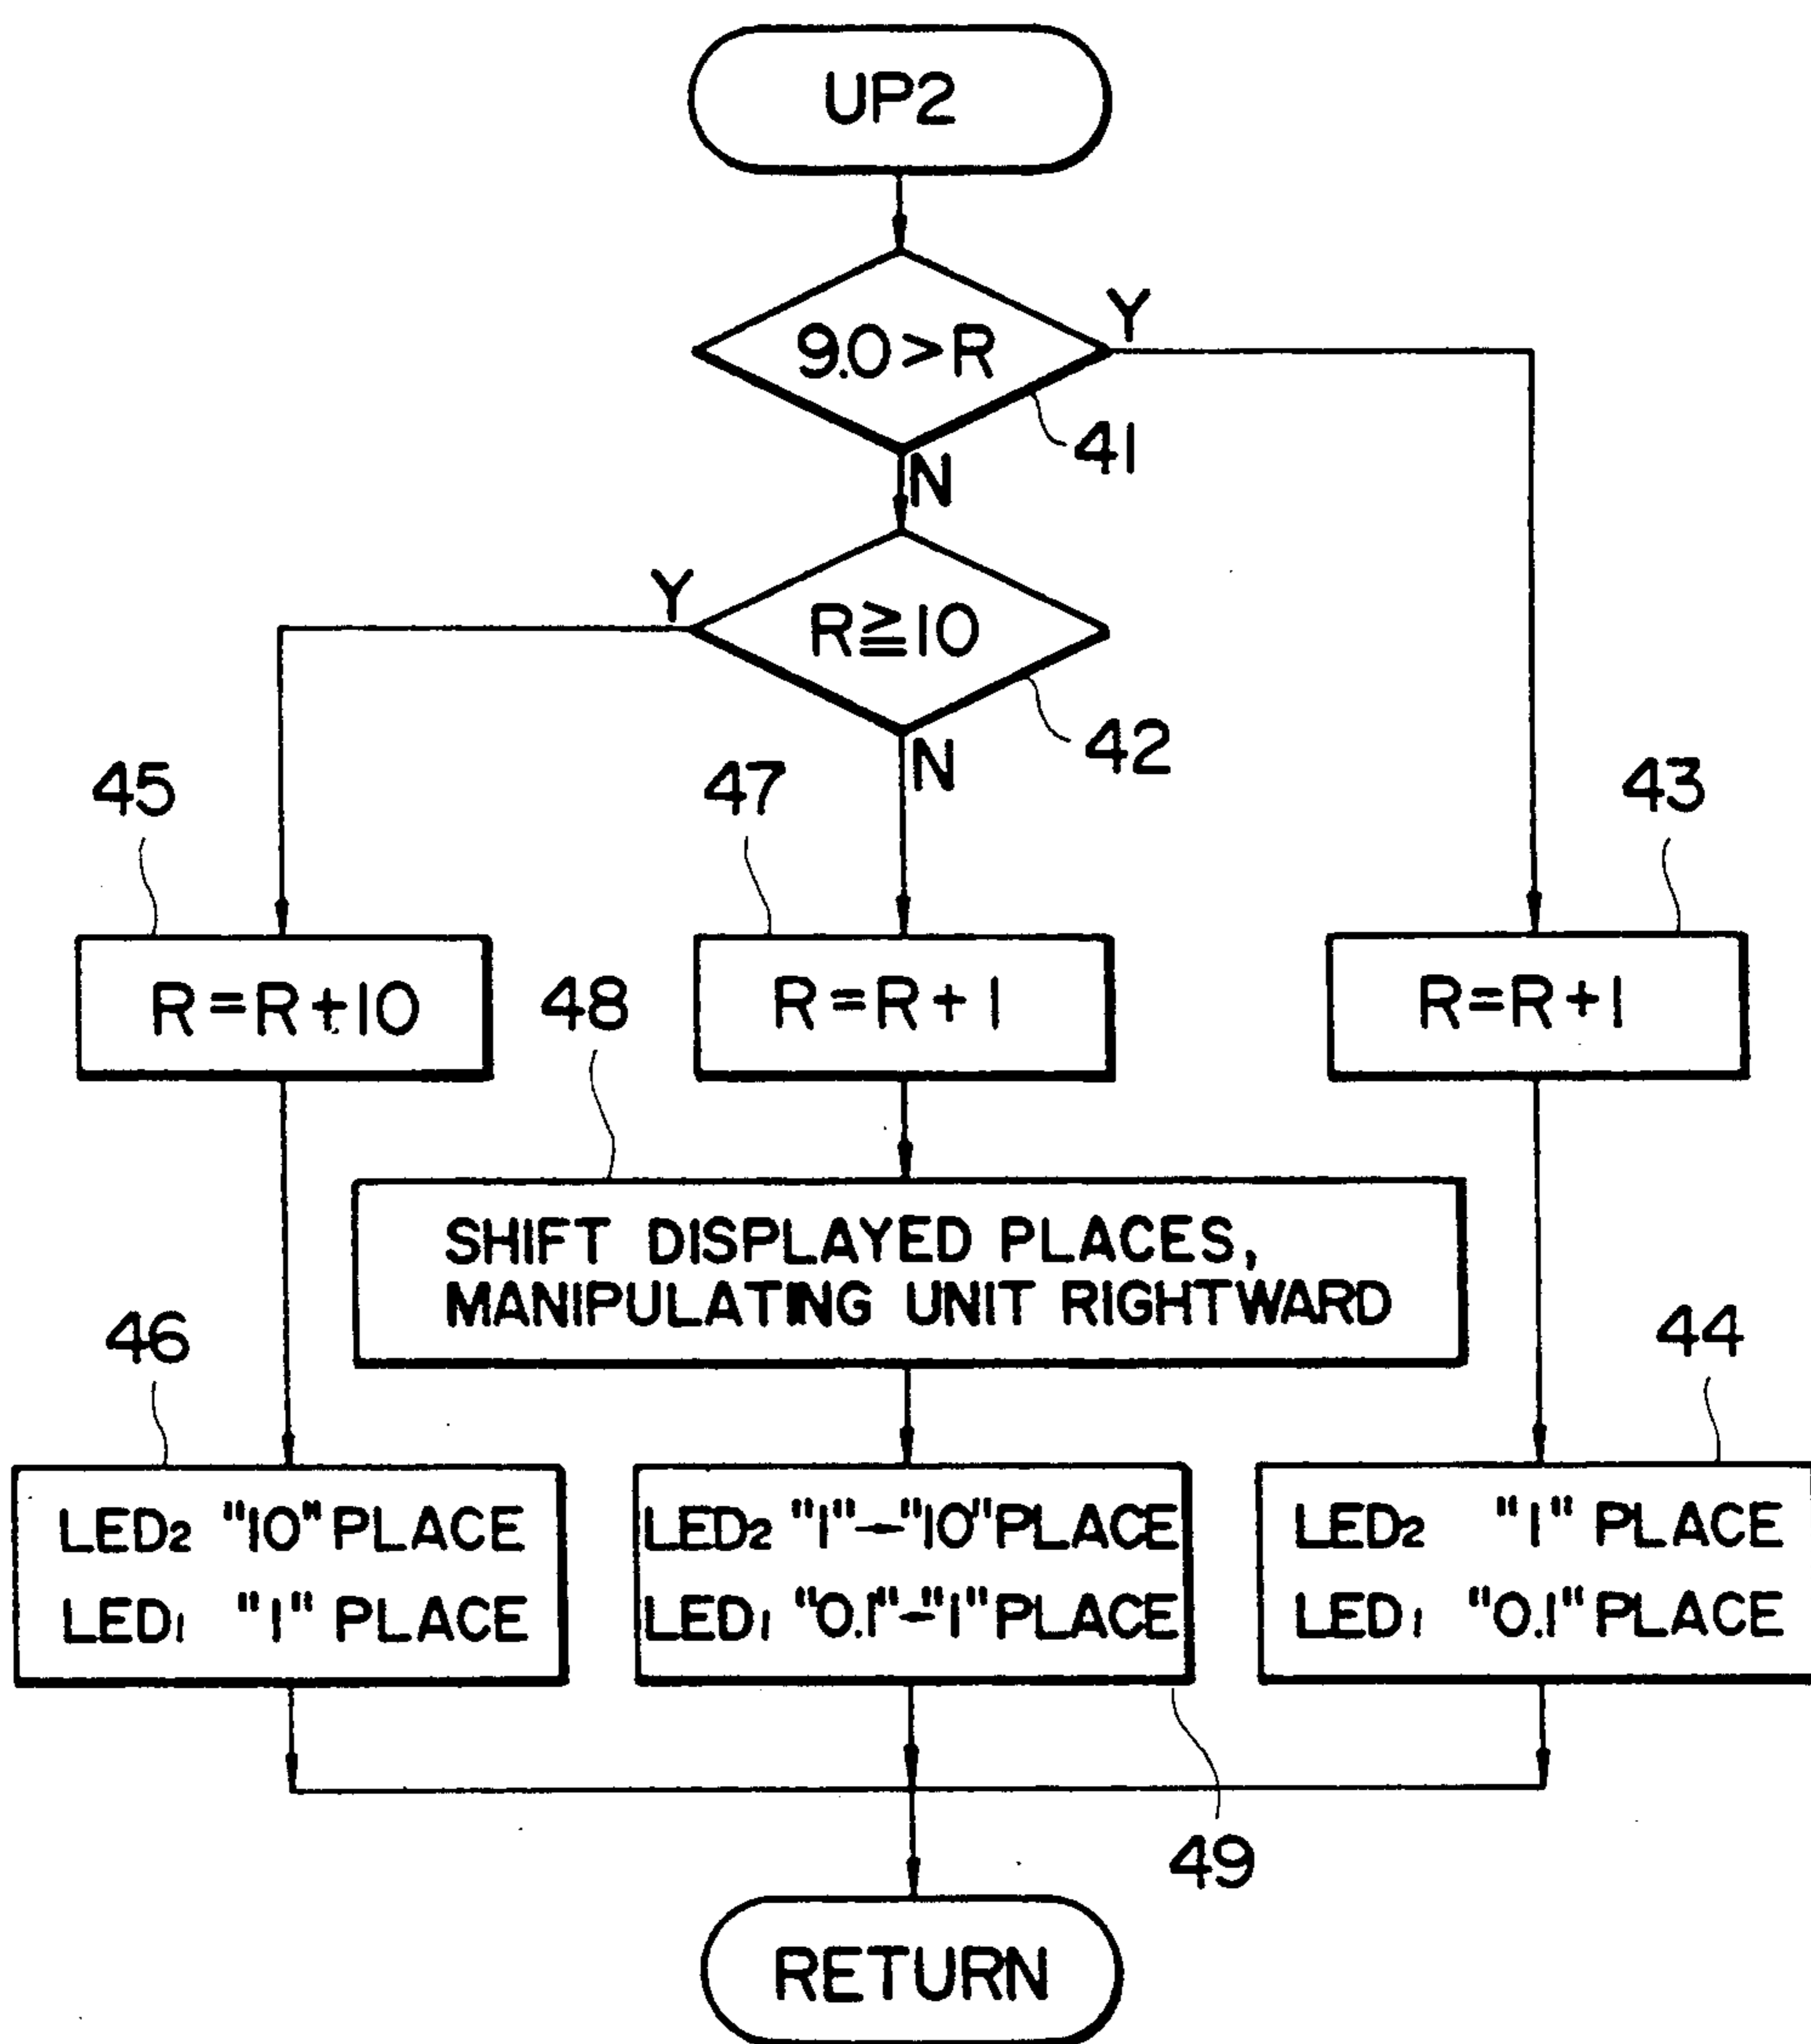 UP2
9.0>R
Y
41
N
R≧10
Y
42
N
45
47
43
R=R+10
48
R=R+1
R=R+1
SHIFT DISPLAYED PLACES,
MANIPULATING UNIT RIGHTWARD
46
44
LED2 "10" PLACE
LED1 "1" PLACE
LED2 "1"→"10" PLACE
LED1 "0.1"→"1" PLACE
LED2 "1" PLACE
LED1 "0.1" PLACE
49
RETURN